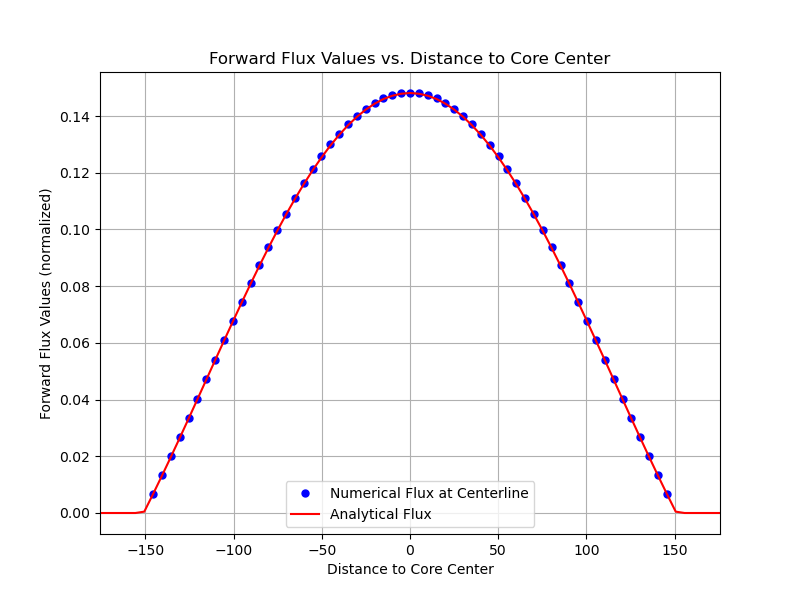 Forward Flux Values vs. Distance to Core Center
0.14
0.12
0.10
0.08
0.06
0.04
0.02
0.00
Forward Flux Values (normalized)
Numerical Flux at Centerline
Analytical Flux
−150 −100 −50 0 50 100 150
Distance to Core Center